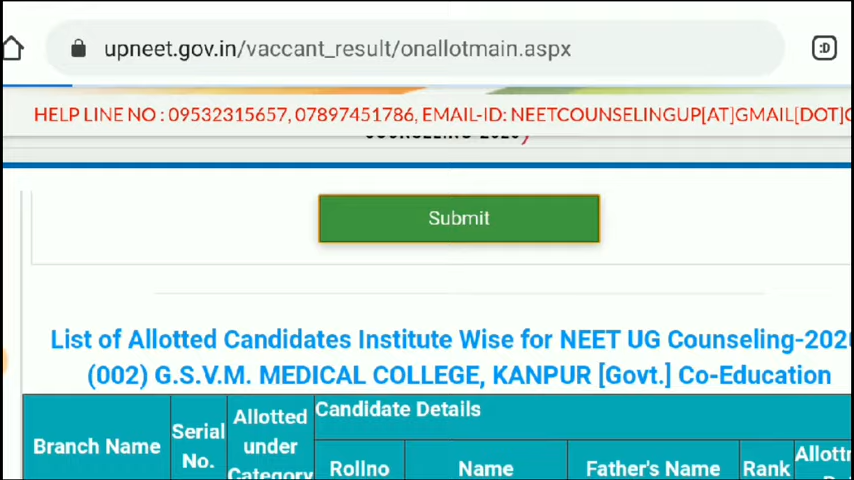 upneet.gov.in/vaccant_result/onallotmain.aspx
:D
HELP LINE NO : 09532315657, 07897451786, EMAIL-ID: NEETCOUNSELINGUP[AT]GMAIL[DOT]
Submit
List of Allotted Candidates Institute Wise for NEET UG Counseling-2020
(002) G.S.V.M. MEDICAL COLLEGE, KANPUR [Govt.] Co-Education
Branch Name
Serial No.
Allotted under Category
Candidate Details
Rollno
Name
Father's Name
Rank